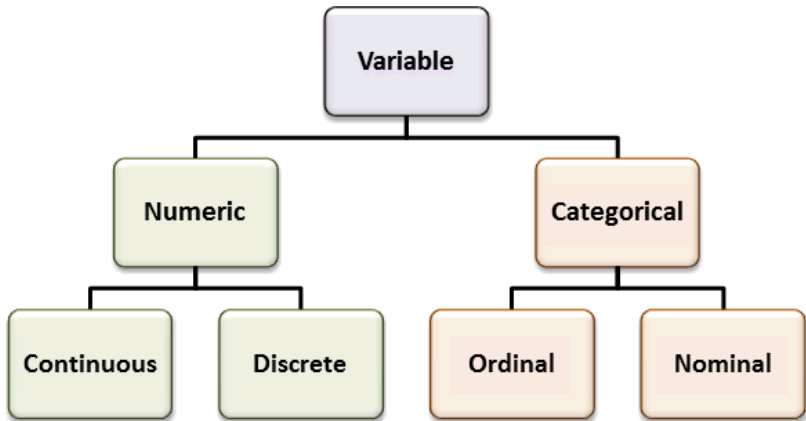 Variable
Numeric
Categorical
Continuous
Discrete
Ordinal
Nominal